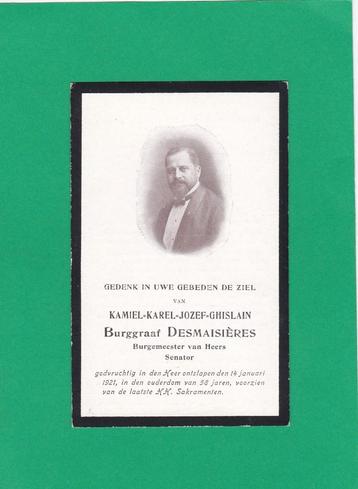 GEDENK IN UWE GEBEDEN DE ZIEL
VAN
KAMIEL-KAREL-JOZEF-GHISLAIN
Burggraaf DESMAISIÈRES
Burgemeester van Heers
Senator
godvruchtig in den Heer ontslapen den 14 januari
1921, in den ouderdom van 58 jaren, voorzien
van de laatste HH. Sakramenten.